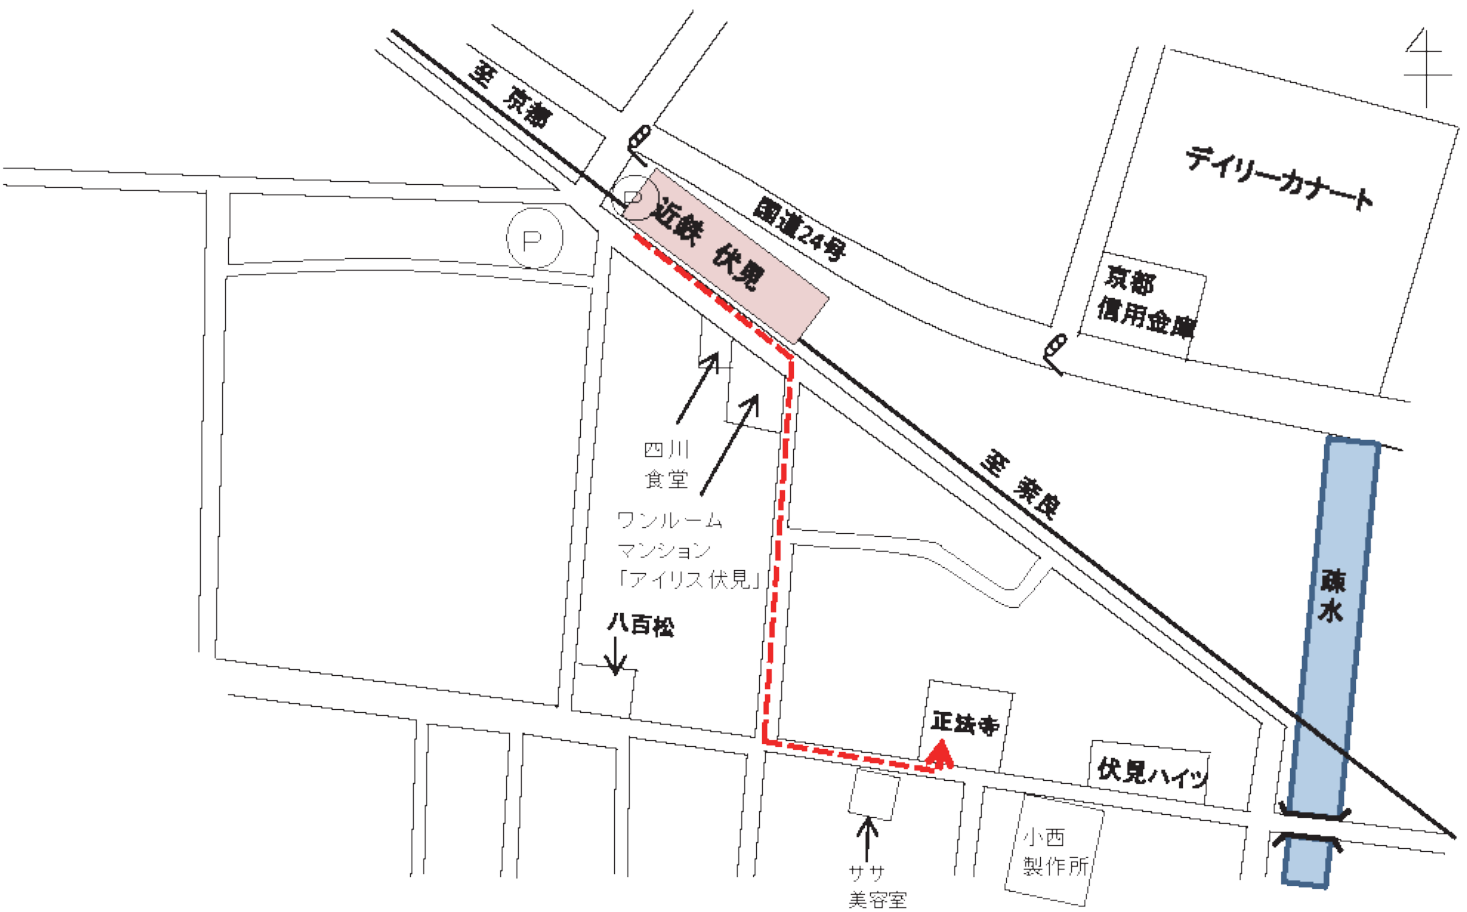 至 京都
デイリーカナート
P
近鉄 伏見
国道24号
P
京都
信用金庫
四川
食堂
至 奈良
ワンルーム
マンション
「アイリス伏見」
疎
水
八百松
正法寺
伏見ハイツ
小西
製作所
ササ
美容室